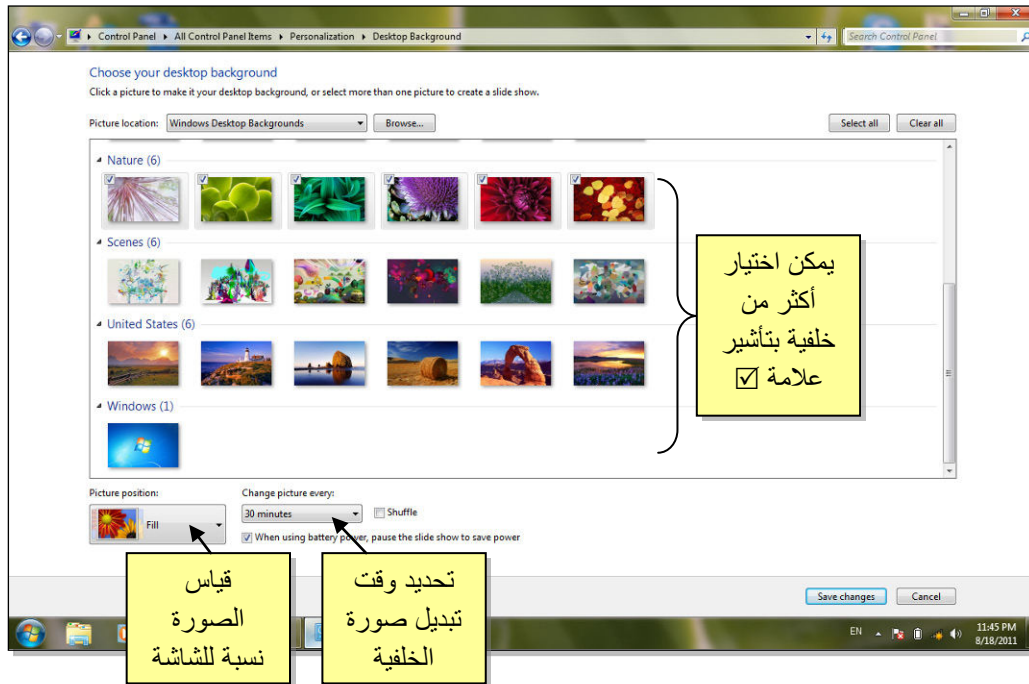 Control Panel ▸ All Control Panel Items ▸ Personalization ▸ Desktop Background
Search Control Panel
Choose your desktop background
Click a picture to make it your desktop background, or select more than one picture to create a slide show.
Picture location: Windows Desktop Backgrounds Browse... Select all Clear all
Nature (6)
Scenes (6)
United States (6)
Windows (1)
يمكن اختيار
أكثر من
خلفية بتأشير
علامة ☑
Picture position: Change picture every:
Fill 30 minutes Shuffle
When using battery power, pause the slide show to save power
قياس
الصورة
نسبة للشاشة
تحديد وقت
تبديل صورة
الخلفية
Save changes Cancel
EN 11:45 PM
8/18/2011